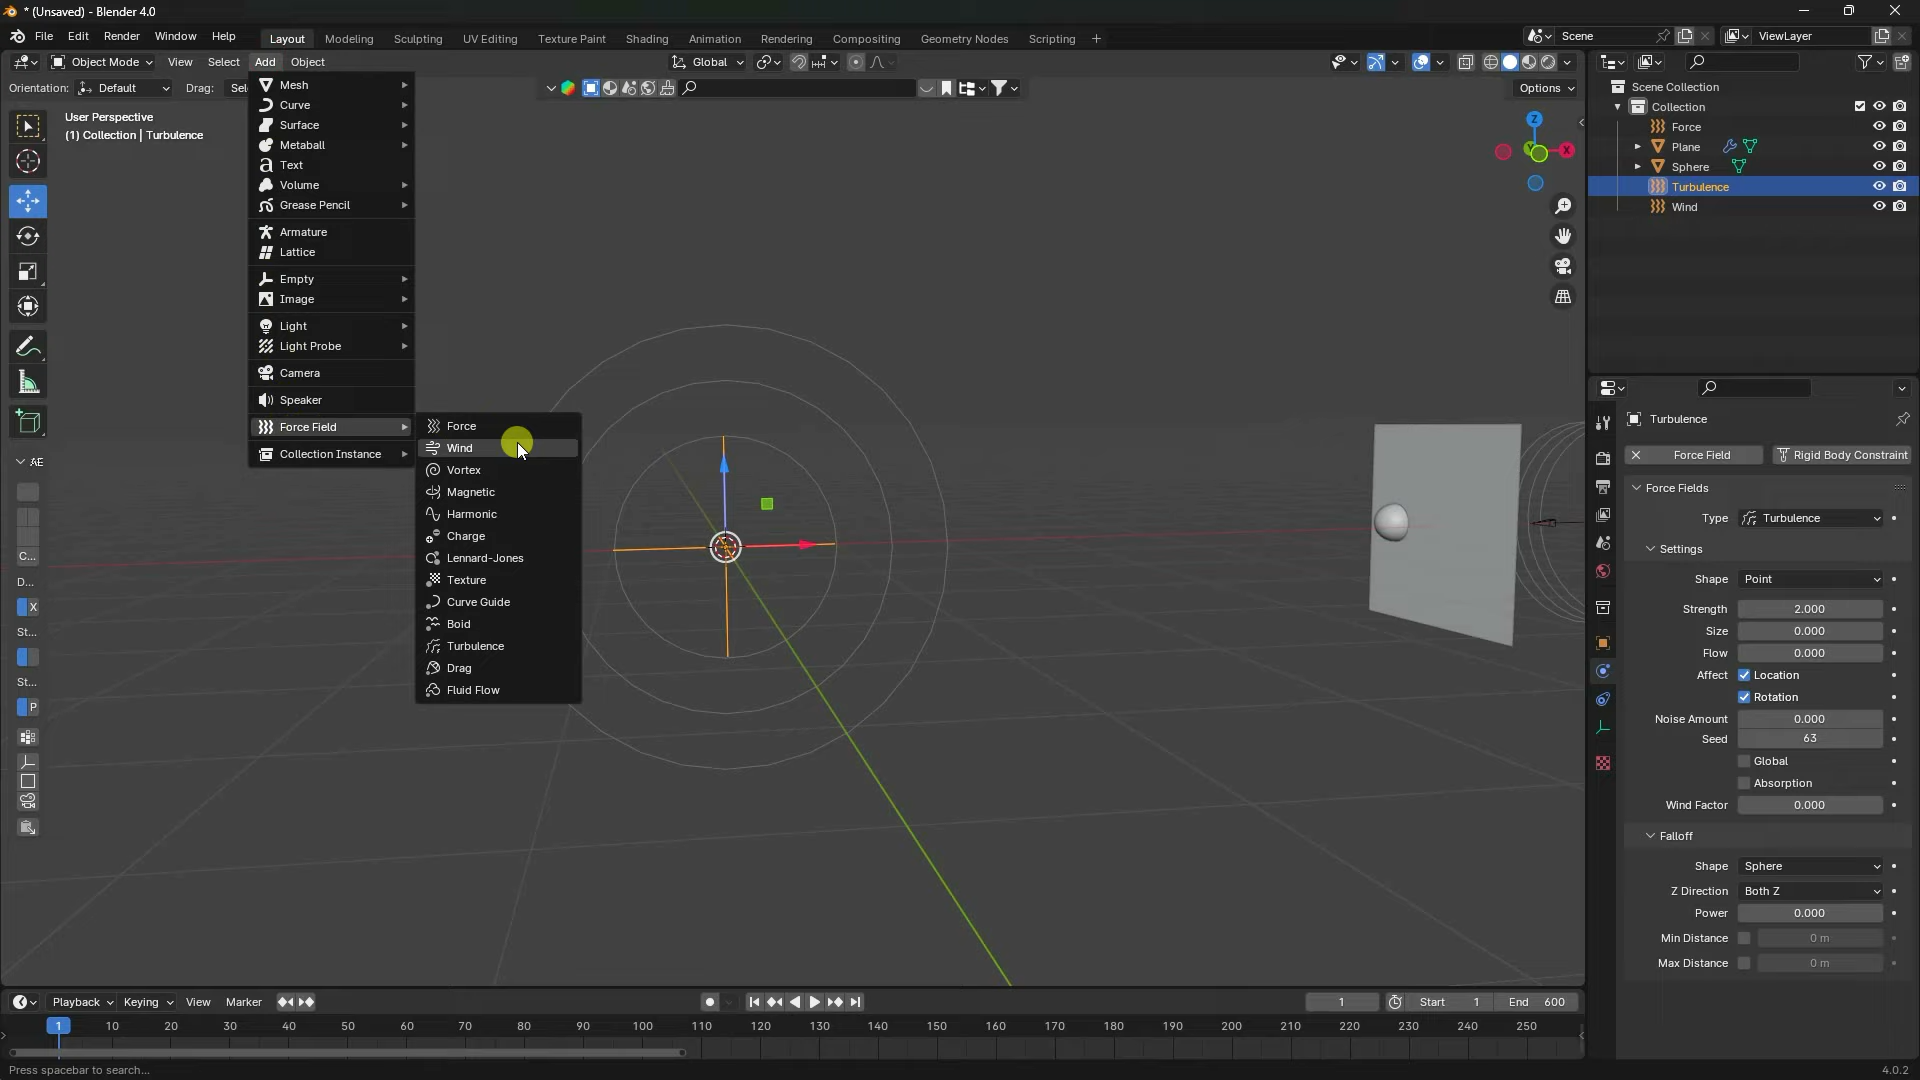 * (Unsaved) - Blender 4.0
File Edit Render Window Help
Layout Modeling Sculpting UV Editing Texture Paint Shading Animation Rendering Compositing Geometry Nodes Scripting +
Scene
ViewLayer
Object Mode View Select Add Object
Global
Orientation: Default Drag: Sel
Options
User Perspective
(1) Collection | Turbulence
Mesh
Curve
Surface
Metaball
Text
Volume
Grease Pencil
Armature
Lattice
Empty
Image
Light
Light Probe
Camera
Speaker
Force Field
Collection Instance
Force
Wind
Vortex
Magnetic
Harmonic
Charge
Lennard-Jones
Texture
Curve Guide
Boid
Turbulence
Drag
Fluid Flow
AE
C...
D...
X
St...
St...
P
Z
X
Y
Scene Collection
Collection
Force
Plane
Sphere
Turbulence
Wind
Turbulence
Force Field
Rigid Body Constraint
Force Fields
Type Turbulence
Settings
Shape Point
Strength 2.000
Size 0.000
Flow 0.000
Affect Location
Rotation
Noise Amount 0.000
Seed 63
Global
Absorption
Wind Factor 0.000
Falloff
Shape Sphere
Z Direction Both Z
Power 0.000
Min Distance 0 m
Max Distance 0 m
Playback Keying View Marker
1 Start 1 End 600
1 10 20 30 40 50 60 70 80 90 100 110 120 130 140 150 160 170 180 190 200 210 220 230 240 250
Press spacebar to search...
4.0.2